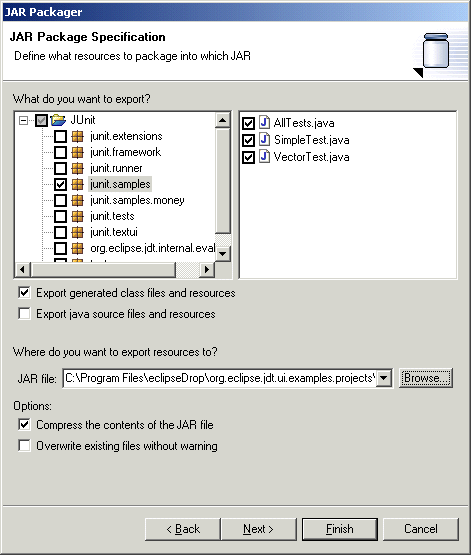 JAR Packager
JAR Package Specification
Define what resources to package into which JAR
What do you want to export?
JUnit
junit.extensions
junit.framework
junit.runner
junit.samples
junit.samples.money
junit.tests
junit.textui
org.eclipse.jdt.internal.eval
AllTests.java
SimpleTest.java
VectorTest.java
Export generated class files and resources
Export java source files and resources
Where do you want to export resources to?
JAR file: C:\Program Files\eclipseDrop\org.eclipse.jdt.ui.examples.projects\ Browse...
Options:
Compress the contents of the JAR file
Overwrite existing files without warning
< Back Next > Finish Cancel